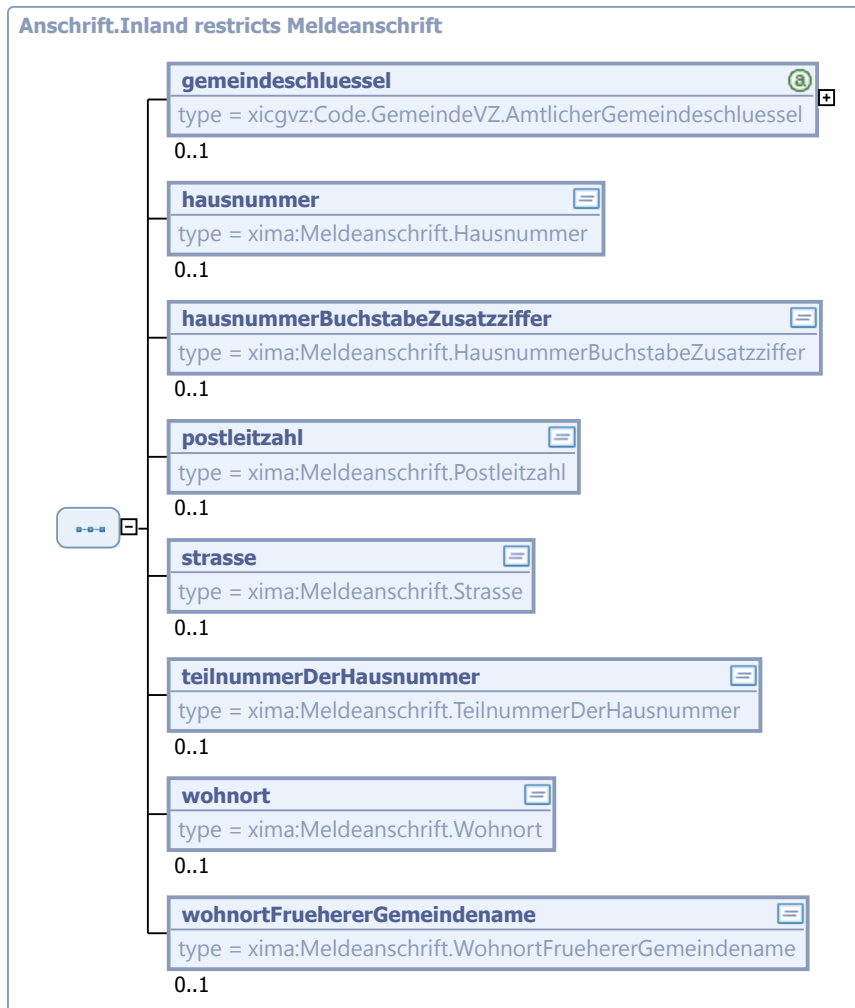 Anschrift.Inland restricts Meldeanschrift
gemeindeschluessel
type = xicgvz:Code.GemeindeVZ.AmtlicherGemeindeschluessel
0..1
hausnummer
type = xima:Meldeanschrift.Hausnummer
0..1
hausnummerBuchstabeZusatzziffer
type = xima:Meldeanschrift.HausnummerBuchstabeZusatzziffer
0..1
postleitzahl
type = xima:Meldeanschrift.Postleitzahl
0..1
strasse
type = xima:Meldeanschrift.Strasse
0..1
teilnummerDerHausnummer
type = xima:Meldeanschrift.TeilnummerDerHausnummer
0..1
wohnort
type = xima:Meldeanschrift.Wohnort
0..1
wohnortFruehererGemeindename
type = xima:Meldeanschrift.WohnortFruehererGemeindename
0..1